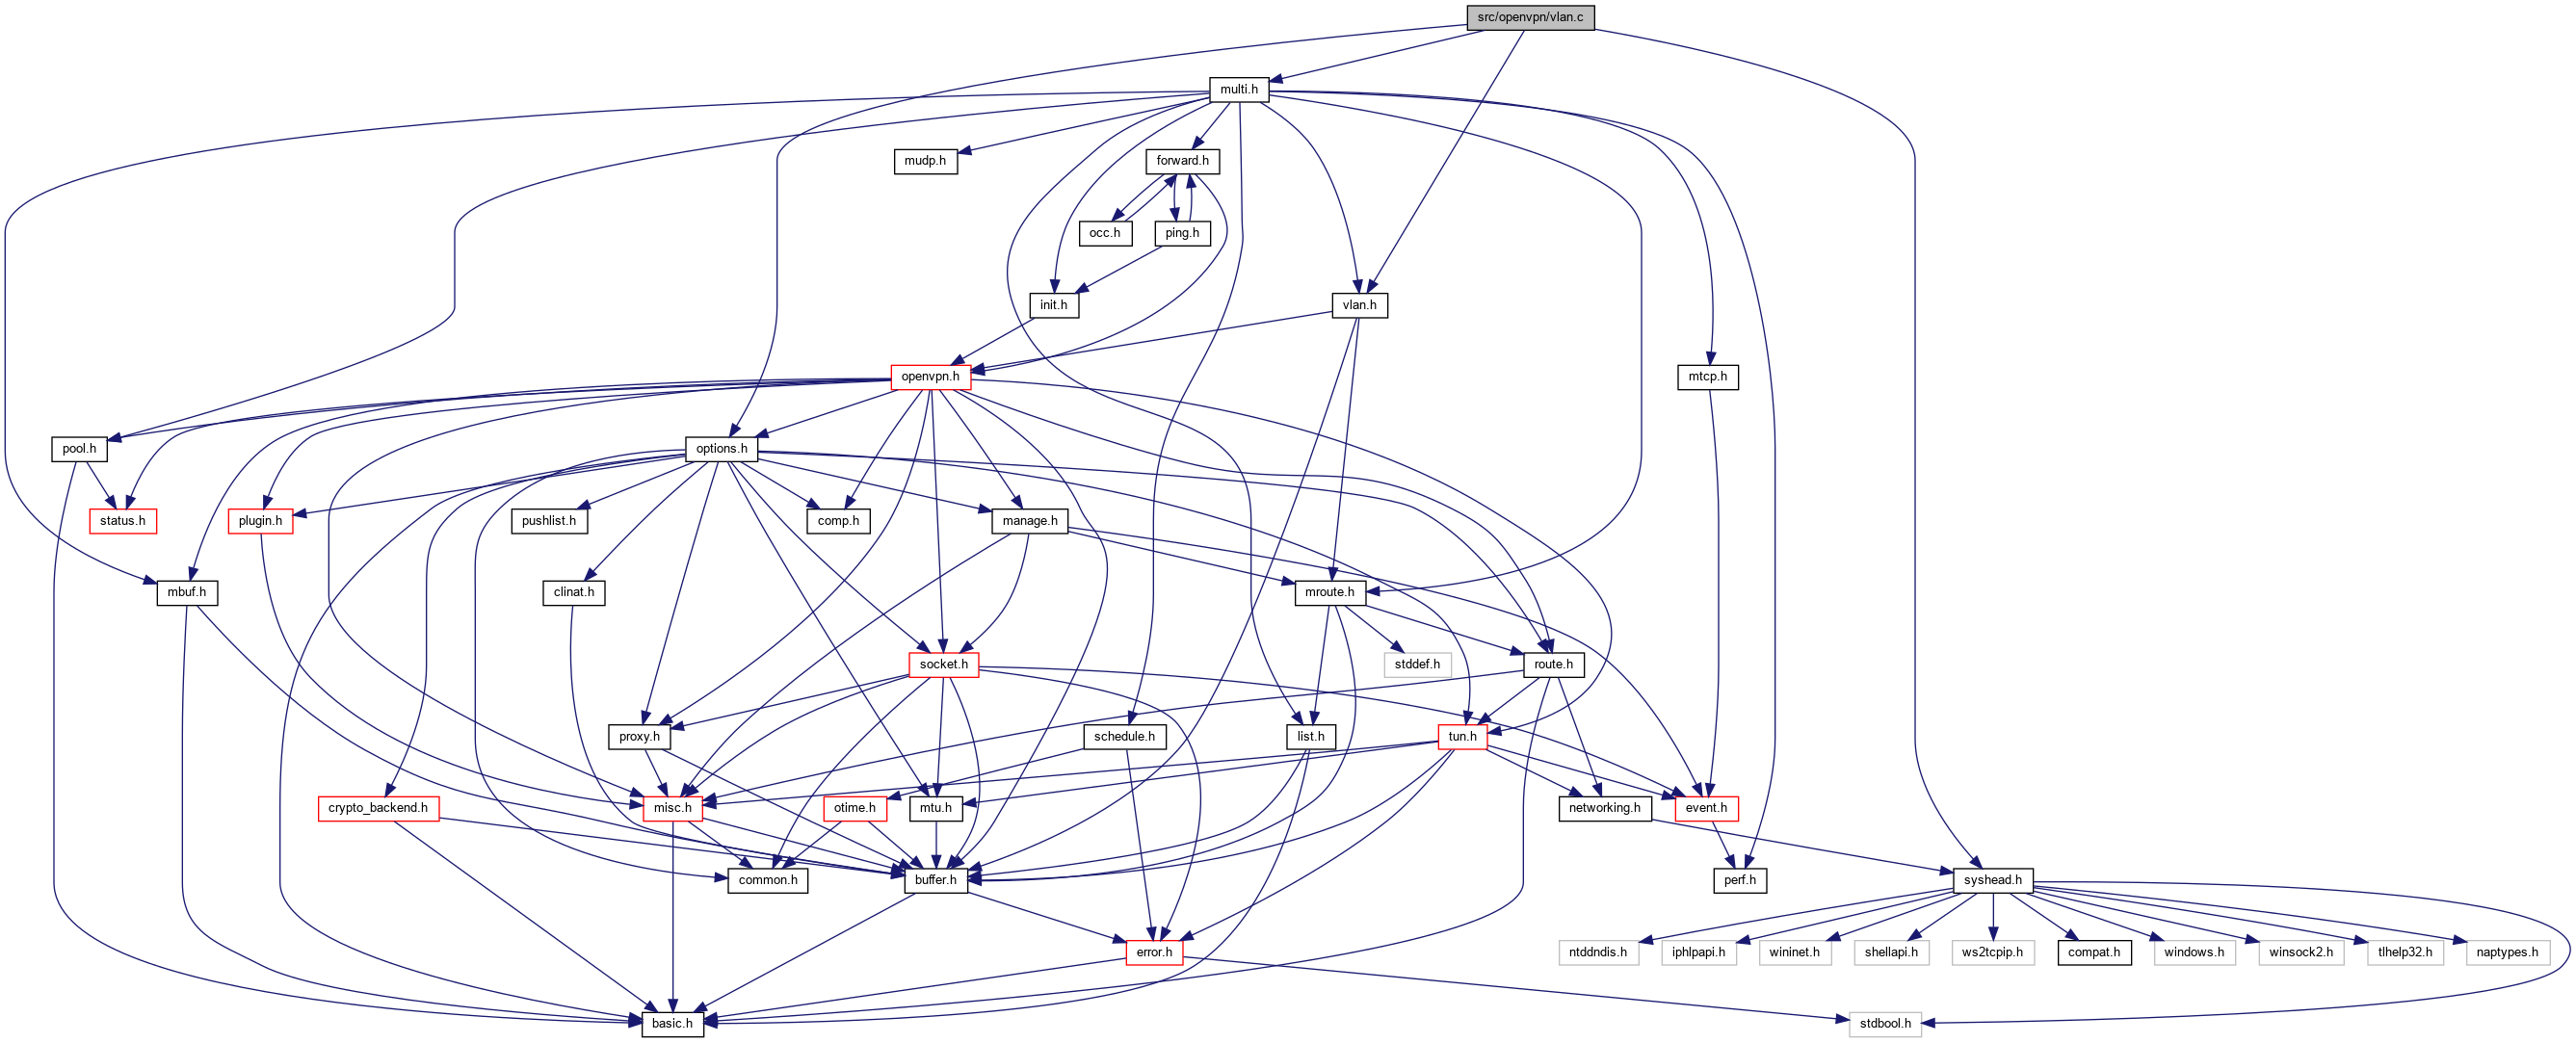 src/openvpn/vlan.c
multi.h
mudp.h
forward.h
occ.h
ping.h
init.h
vlan.h
openvpn.h
mtcp.h
pool.h
options.h
status.h
plugin.h
pushlist.h
comp.h
manage.h
mbuf.h
clinat.h
mroute.h
socket.h
stddef.h
route.h
proxy.h
schedule.h
list.h
tun.h
crypto_backend.h
misc.h
otime.h
mtu.h
networking.h
event.h
common.h
buffer.h
perf.h
syshead.h
error.h
ntddndis.h
iphlpapi.h
wininet.h
shellapi.h
ws2tcpip.h
compat.h
windows.h
winsock2.h
tlhelp32.h
naptypes.h
basic.h
stdbool.h